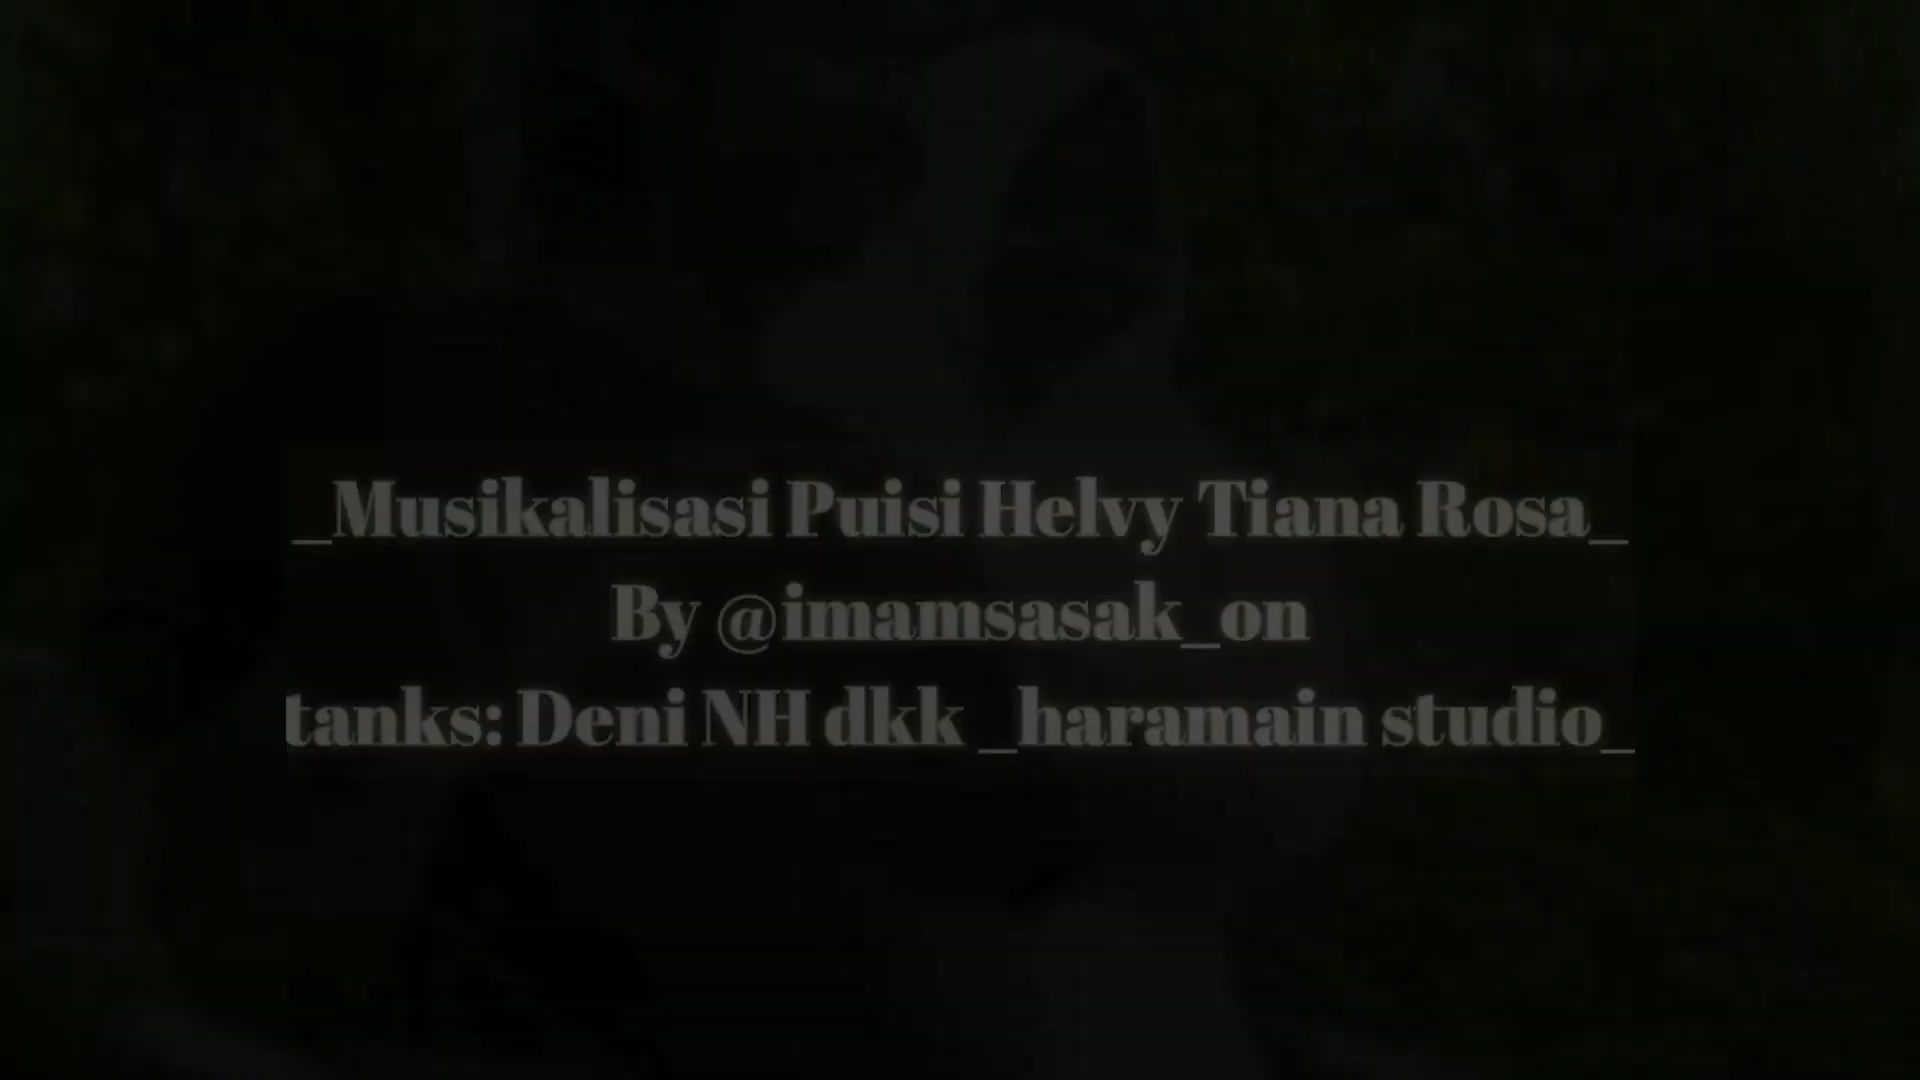 _Musikalisasi Puisi Helvy Tiana Rosa_
By @imamsasak_on
tanks: Deni NH dkk _haramain studio_